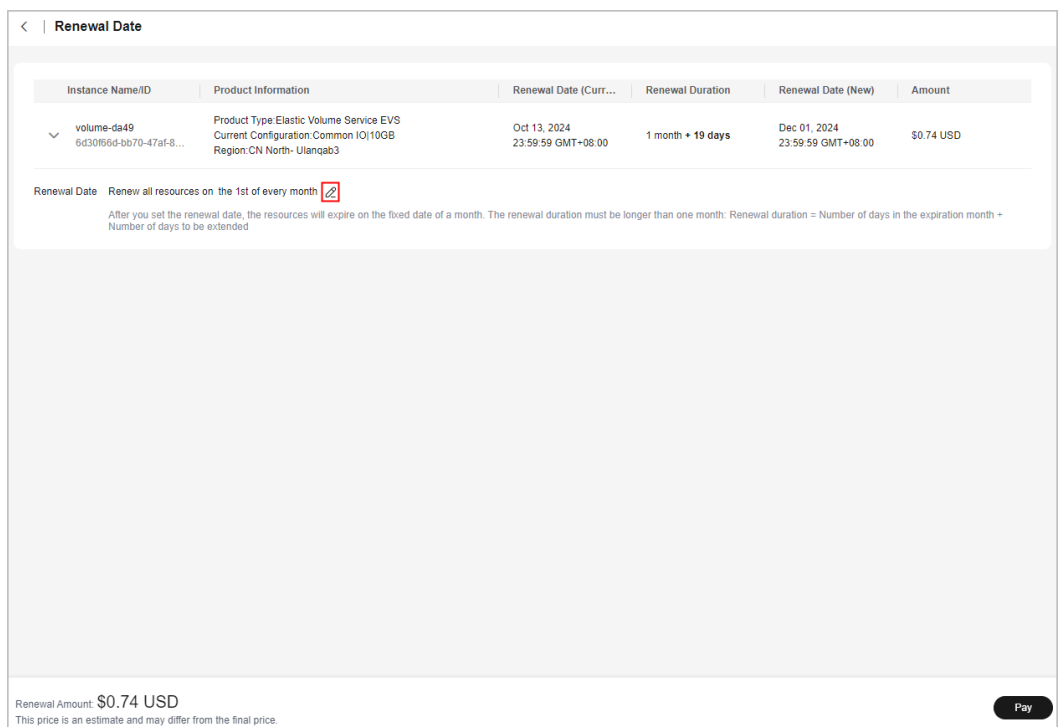 Renewal Date
Instance Name/ID Product Information Renewal Date (Curr... Renewal Duration Renewal Date (New) Amount
volume-da49
6d30f66d-bb70-47af-8...
Product Type:Elastic Volume Service EVS
Current Configuration:Common IO|10GB
Region:CN North- Ulanqab3
Oct 13, 2024
23:59:59 GMT+08:00
1 month + 19 days
Dec 01, 2024
23:59:59 GMT+08:00
$0.74 USD
Renewal Date Renew all resources on the 1st of every month
After you set the renewal date, the resources will expire on the fixed date of a month. The renewal duration must be longer than one month: Renewal duration = Number of days in the expiration month +
Number of days to be extended
Renewal Amount: $0.74 USD
This price is an estimate and may differ from the final price.
Pay